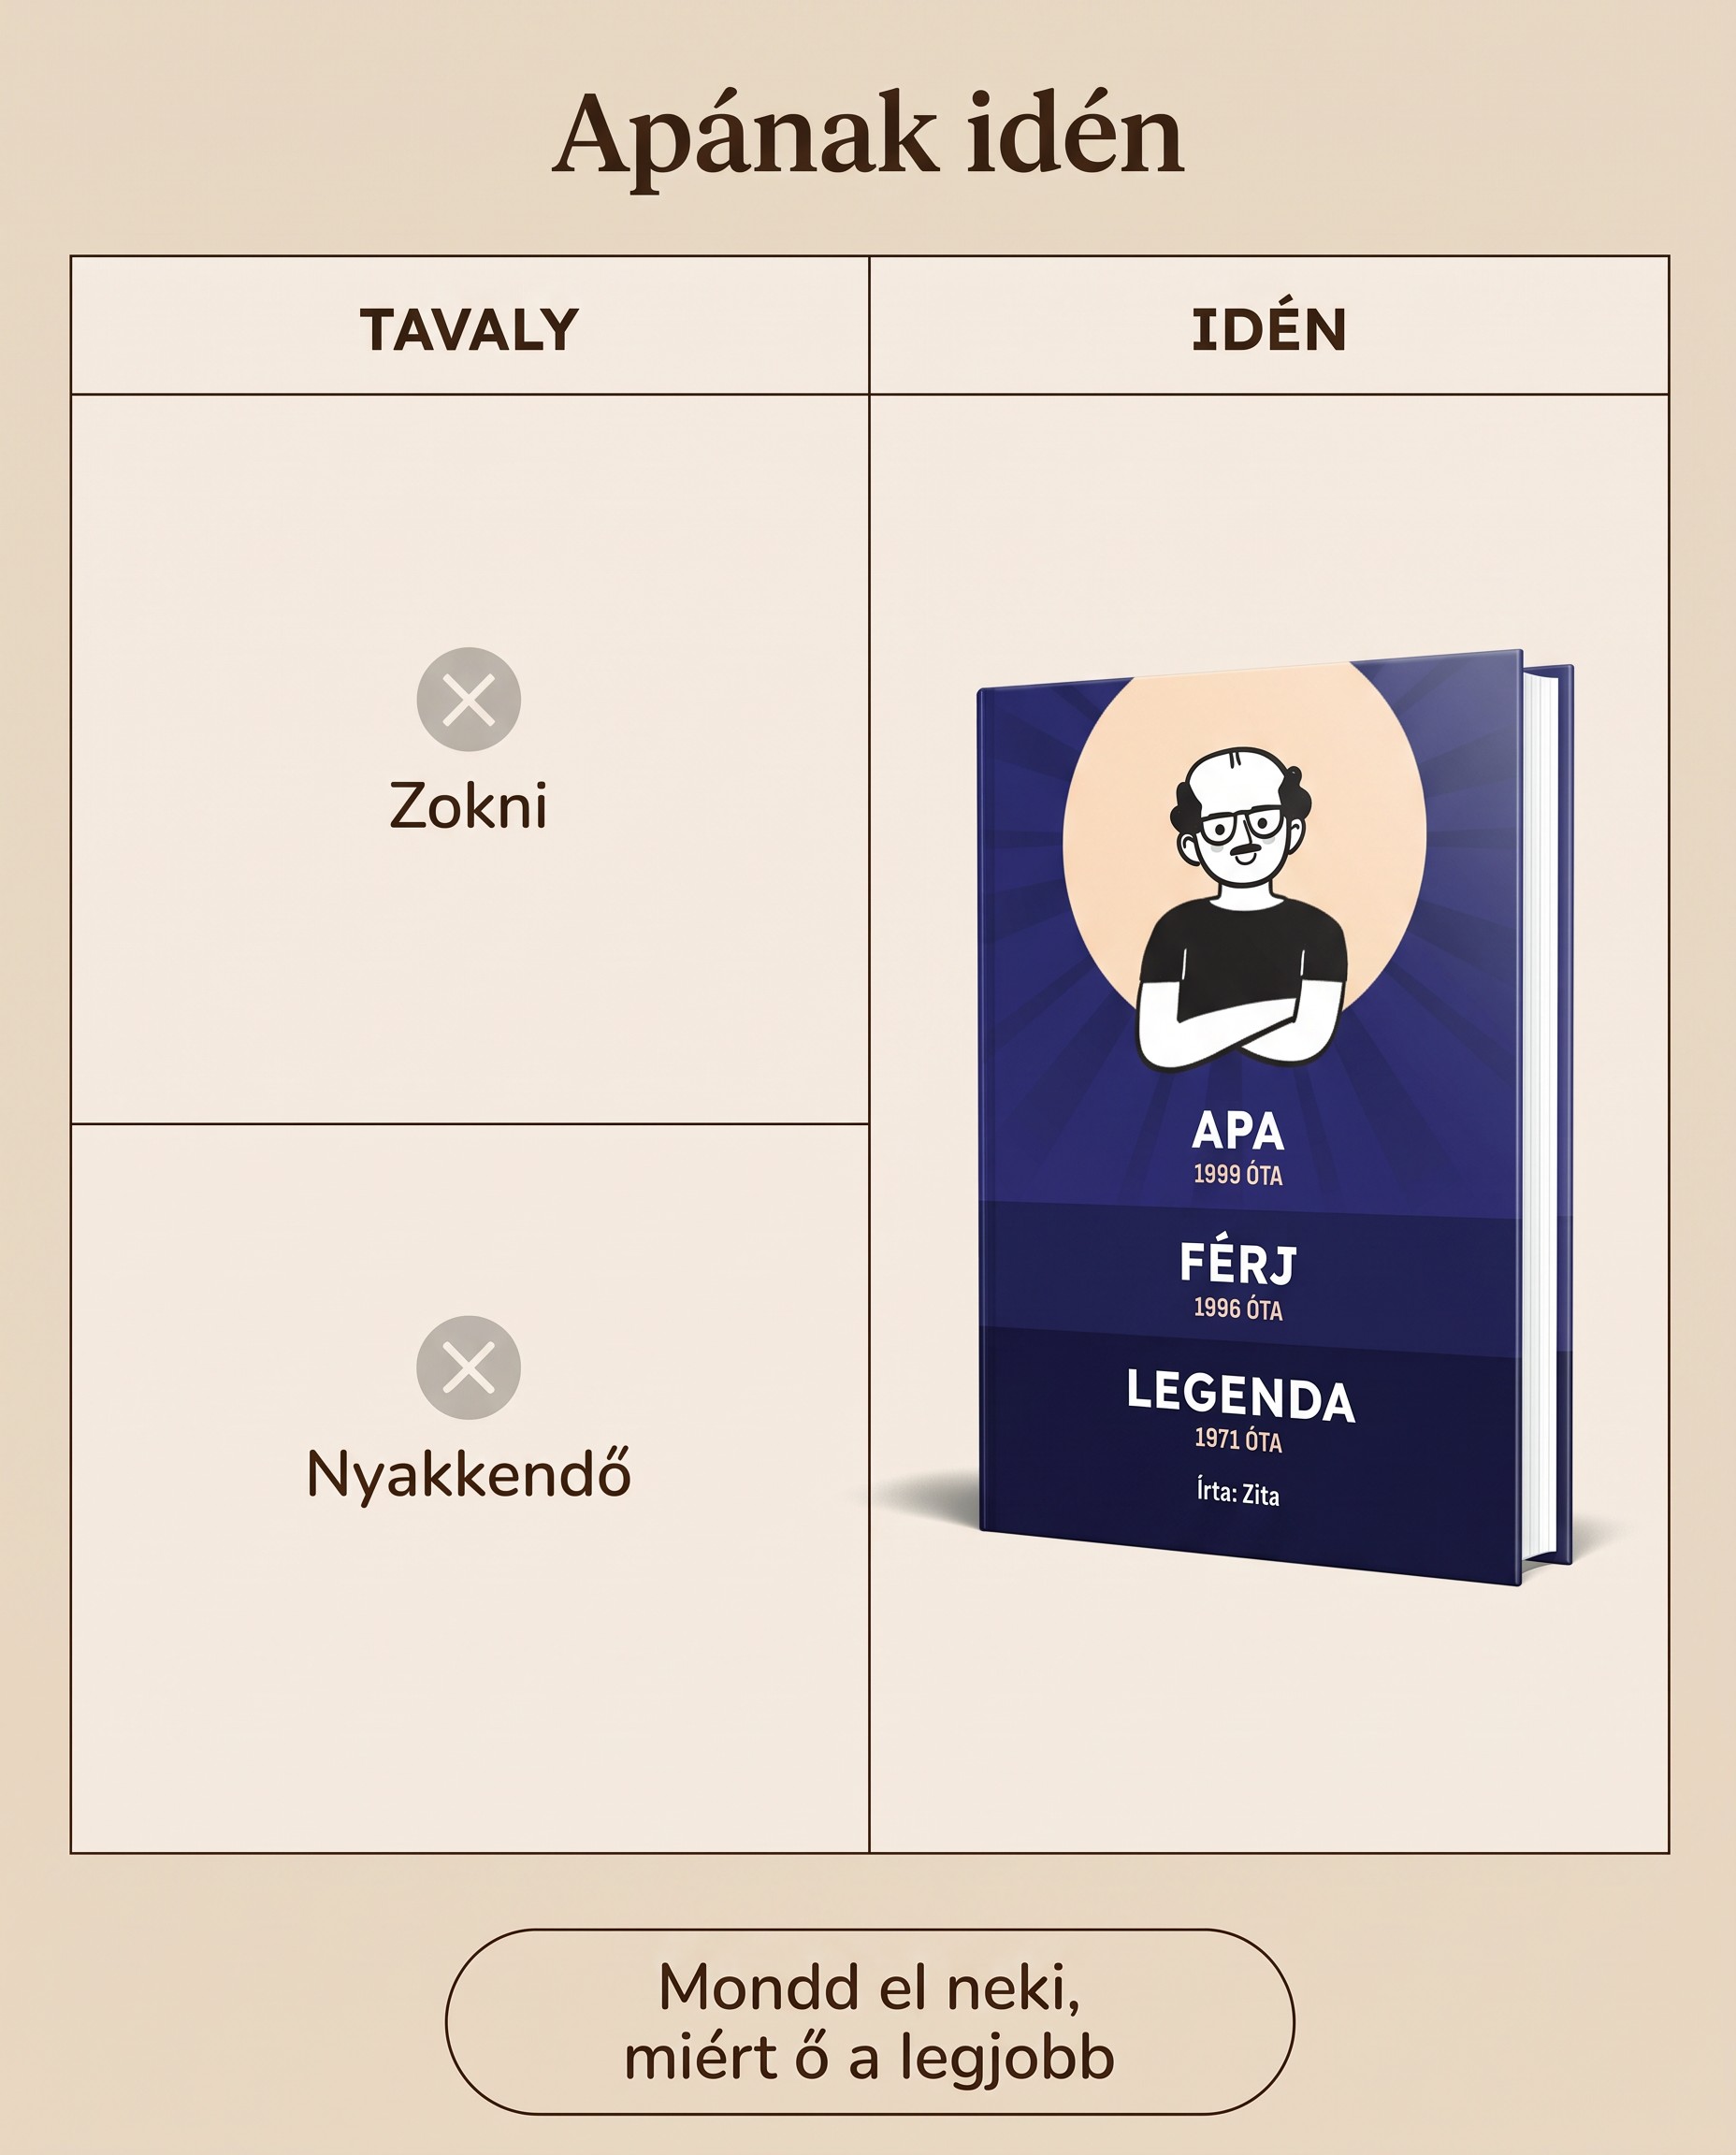 Apának idén
TAVALY
IDÉN
Zokni
Nyakkendő
APA
1999 ÓTA
FÉRJ
1996 ÓTA
LEGENDA
1971 ÓTA
Írta: Zita
Mondd el neki,
miért ő a legjobb